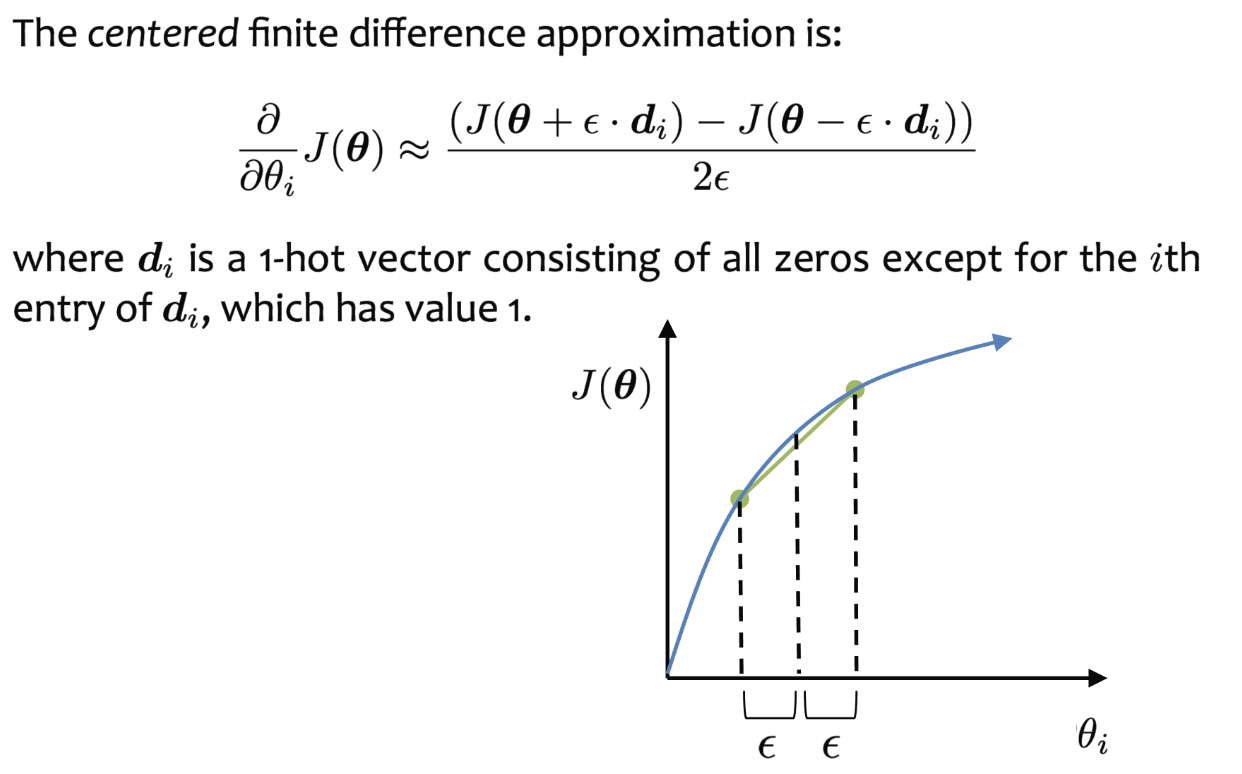 The centered finite difference approximation is:
∂/∂θᵢ J(θ) ≈ (J(θ + ϵ · dᵢ) − J(θ − ϵ · dᵢ)) / 2ϵ
where dᵢ is a 1-hot vector consisting of all zeros except for the ith
entry of dᵢ, which has value 1.
J(θ)
ϵ ϵ
θᵢ